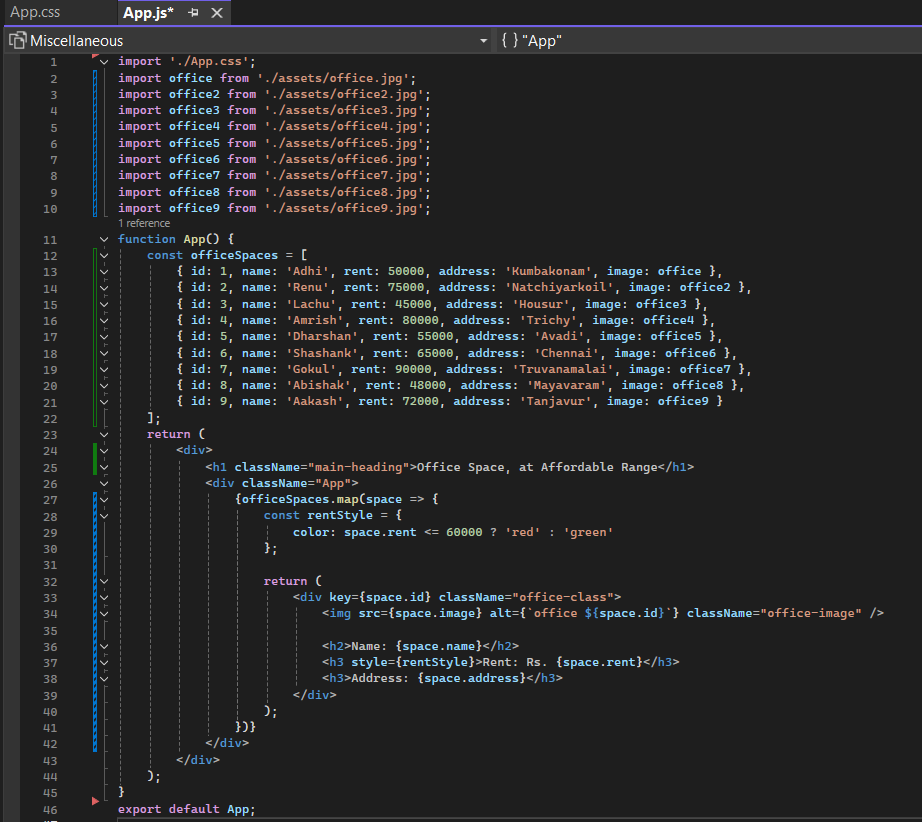 App.css App.js*
Miscellaneous { } "App"
1 import './App.css';
2 import office from './assets/office.jpg';
3 import office2 from './assets/office2.jpg';
4 import office3 from './assets/office3.jpg';
5 import office4 from './assets/office4.jpg';
6 import office5 from './assets/office5.jpg';
7 import office6 from './assets/office6.jpg';
8 import office7 from './assets/office7.jpg';
9 import office8 from './assets/office8.jpg';
10 import office9 from './assets/office9.jpg';
1 reference
11 function App() {
12     const officeSpaces = [
13         { id: 1, name: 'Adhi', rent: 50000, address: 'Kumbakonam', image: office },
14         { id: 2, name: 'Renu', rent: 75000, address: 'Natchiyarkoil', image: office2 },
15         { id: 3, name: 'Lachu', rent: 45000, address: 'Housur', image: office3 },
16         { id: 4, name: 'Amrish', rent: 80000, address: 'Trichy', image: office4 },
17         { id: 5, name: 'Dharshan', rent: 55000, address: 'Avadi', image: office5 },
18         { id: 6, name: 'Shashank', rent: 65000, address: 'Chennai', image: office6 },
19         { id: 7, name: 'Gokul', rent: 90000, address: 'Truvanamalai', image: office7 },
20         { id: 8, name: 'Abishak', rent: 48000, address: 'Mayavaram', image: office8 },
21         { id: 9, name: 'Aakash', rent: 72000, address: 'Tanjavur', image: office9 }
22     ];
23     return (
24         <div>
25             <h1 className="main-heading">Office Space, at Affordable Range</h1>
26             <div className="App">
27                 {officeSpaces.map(space => {
28                     const rentStyle = {
29                         color: space.rent <= 60000 ? 'red' : 'green'
30                     };
31
32                     return (
33                         <div key={space.id} className="office-class">
34                             <img src={space.image} alt={`office ${space.id}`} className="office-image" />
35
36                             <h2>Name: {space.name}</h2>
37                             <h3 style={rentStyle}>Rent: Rs. {space.rent}</h3>
38                             <h3>Address: {space.address}</h3>
39                         </div>
40                     );
41                 })}
42             </div>
43         </div>
44     );
45 }
46 export default App;